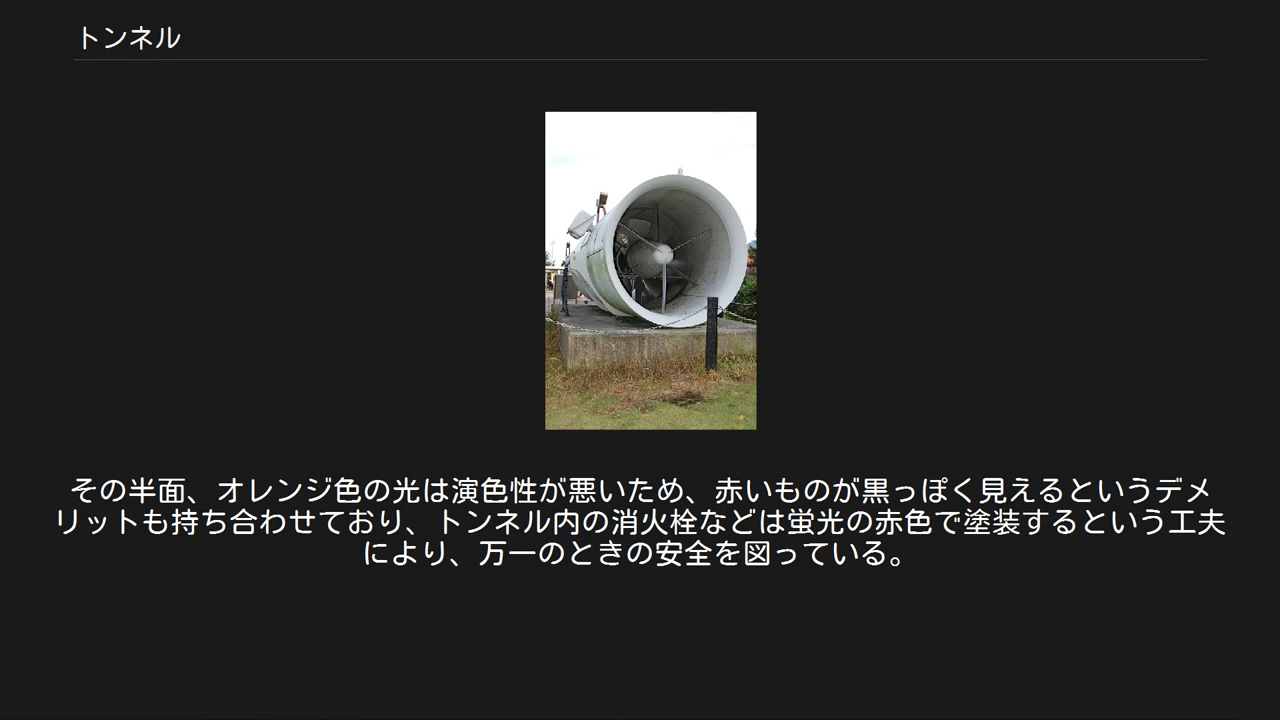 トンネル
その半面、オレンジ色の光は演色性が悪いため、赤いものが黒っぽく見えるというデメ
リットも持ち合わせており、トンネル内の消火栓などは蛍光の赤色で塗装するという工夫
により、万一のときの安全を図っている。